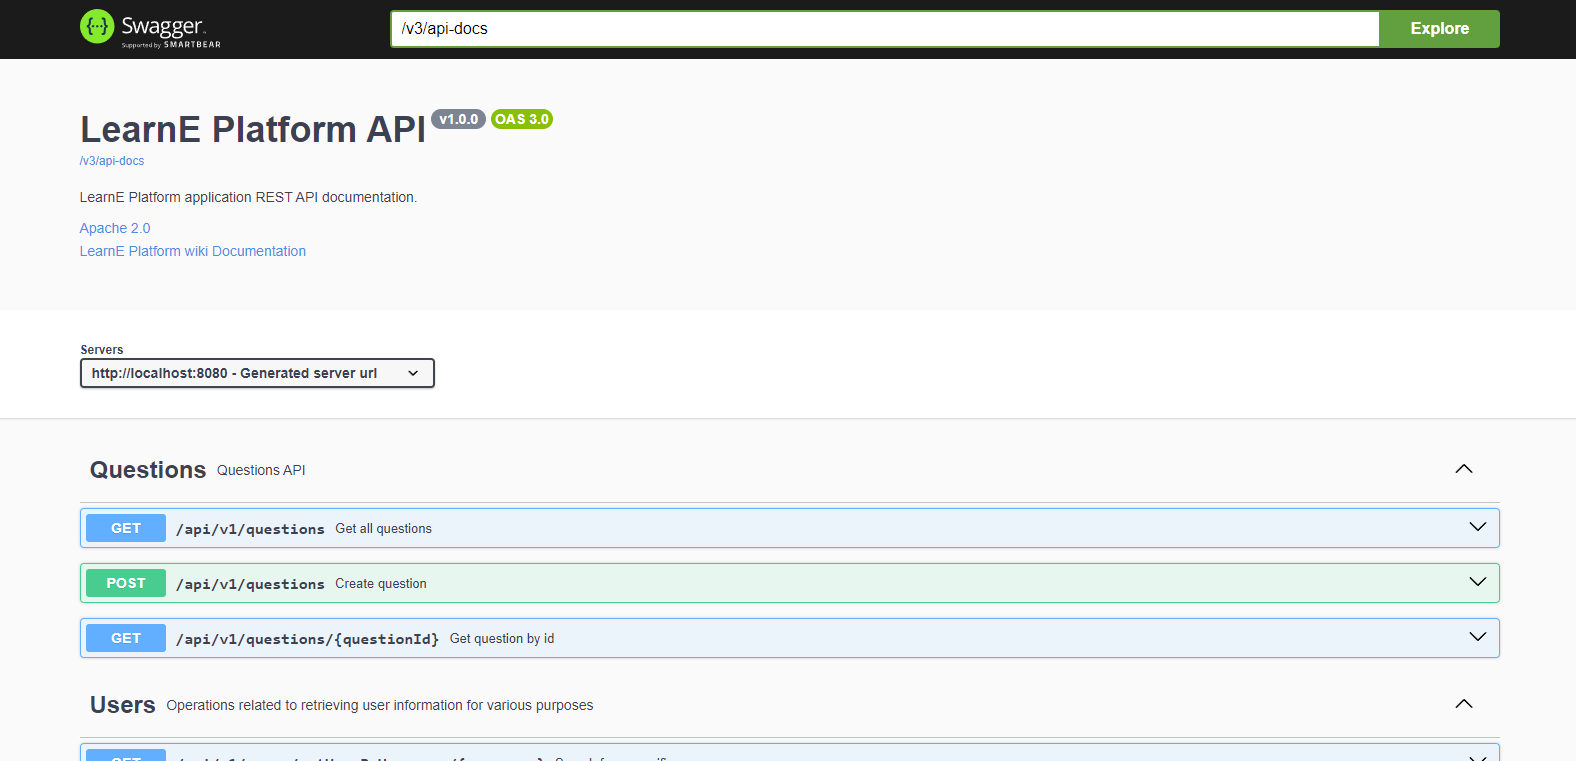 Swagger
Supported by SMARTBEAR
/v3/api-docs
Explore
LearnE Platform API v1.0.0 OAS 3.0
/v3/api-docs
LearnE Platform application REST API documentation.
Apache 2.0
LearnE Platform wiki Documentation
Servers
http://localhost:8080 - Generated server url
Questions Questions API
GET /api/v1/questions Get all questions
POST /api/v1/questions Create question
GET /api/v1/questions/{questionId} Get question by id
Users Operations related to retrieving user information for various purposes
GET